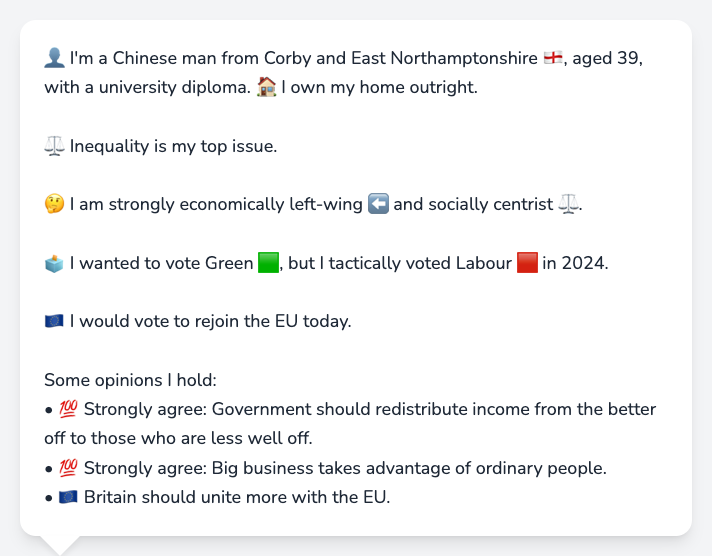 👤 I'm a Chinese man from Corby and East Northamptonshire 🏴󠁧󠁢󠁥󠁮󠁧󠁿, aged 39,
with a university diploma. 🏠 I own my home outright.
⚖️ Inequality is my top issue.
🤔 I am strongly economically left-wing ⬅️ and socially centrist ⚖️.
🗳️ I wanted to vote Green 🟩, but I tactically voted Labour 🟥 in 2024.
🇪🇺 I would vote to rejoin the EU today.
Some opinions I hold:
• 💯 Strongly agree: Government should redistribute income from the better
off to those who are less well off.
• 💯 Strongly agree: Big business takes advantage of ordinary people.
• 🇪🇺 Britain should unite more with the EU.